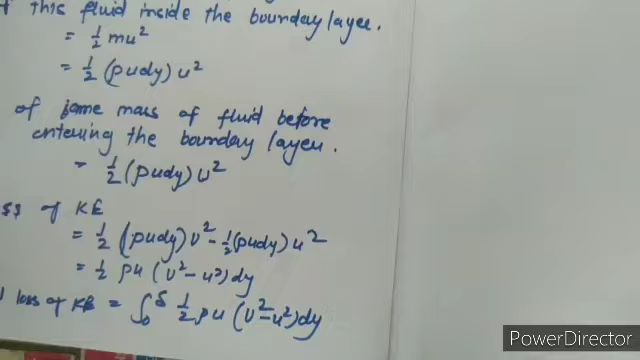 this fluid inside the boundary layer.
= 1/2 mu²
= 1/2 (ρudy) u²
of same mass of fluid before
entering the boundary layer.
= 1/2 (ρudy) U²
ss of KE
= 1/2 (ρudy) U² - 1/2 (ρudy) u²
= 1/2 ρu (U² - u²) dy
loss of KE = ∫₀^δ 1/2 ρu (U² - u²) dy
PowerDirector